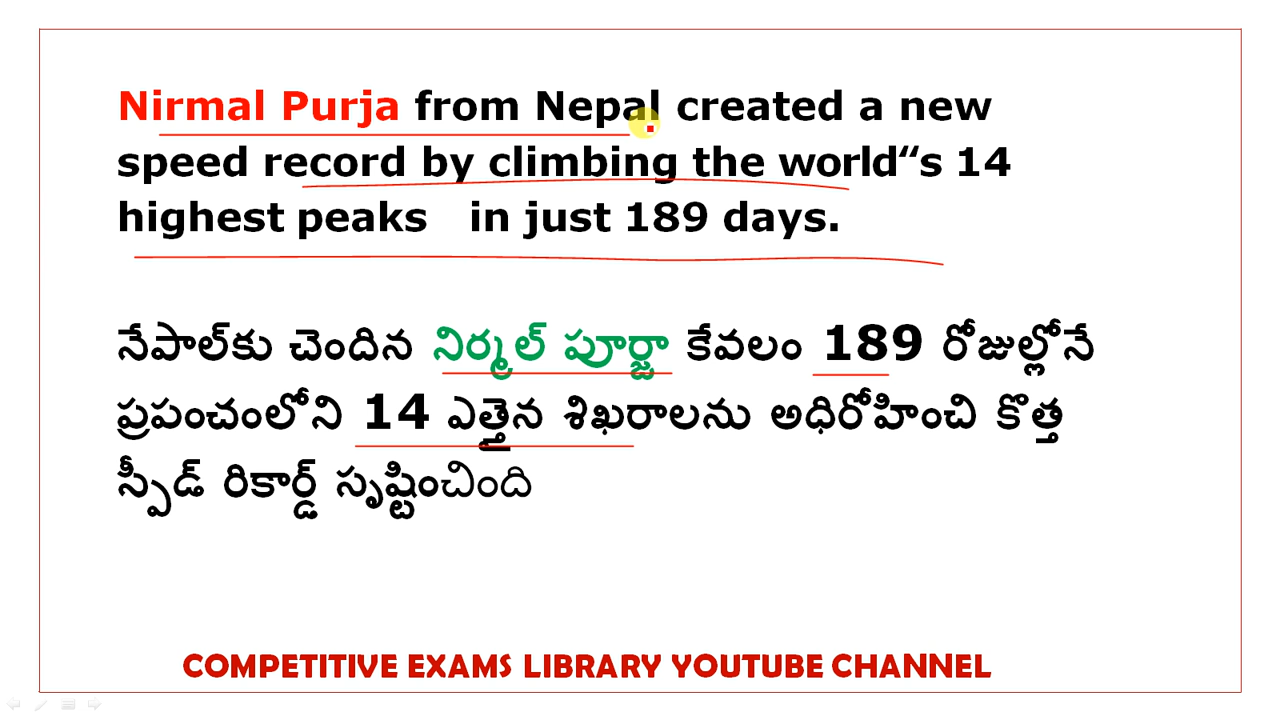 Nirmal Purja from Nepal created a new
speed record by climbing the world“s 14
highest peaks in just 189 days.
నేపాల్‌కు చెందిన నిర్మల్ పూర్జా కేవలం 189 రోజుల్లోనే
ప్రపంచంలోని 14 ఎత్తైన శిఖరాలను అధిరోహించి కొత్త
స్పీడ్ రికార్డ్ సృష్టించింది
COMPETITIVE EXAMS LIBRARY YOUTUBE CHANNEL